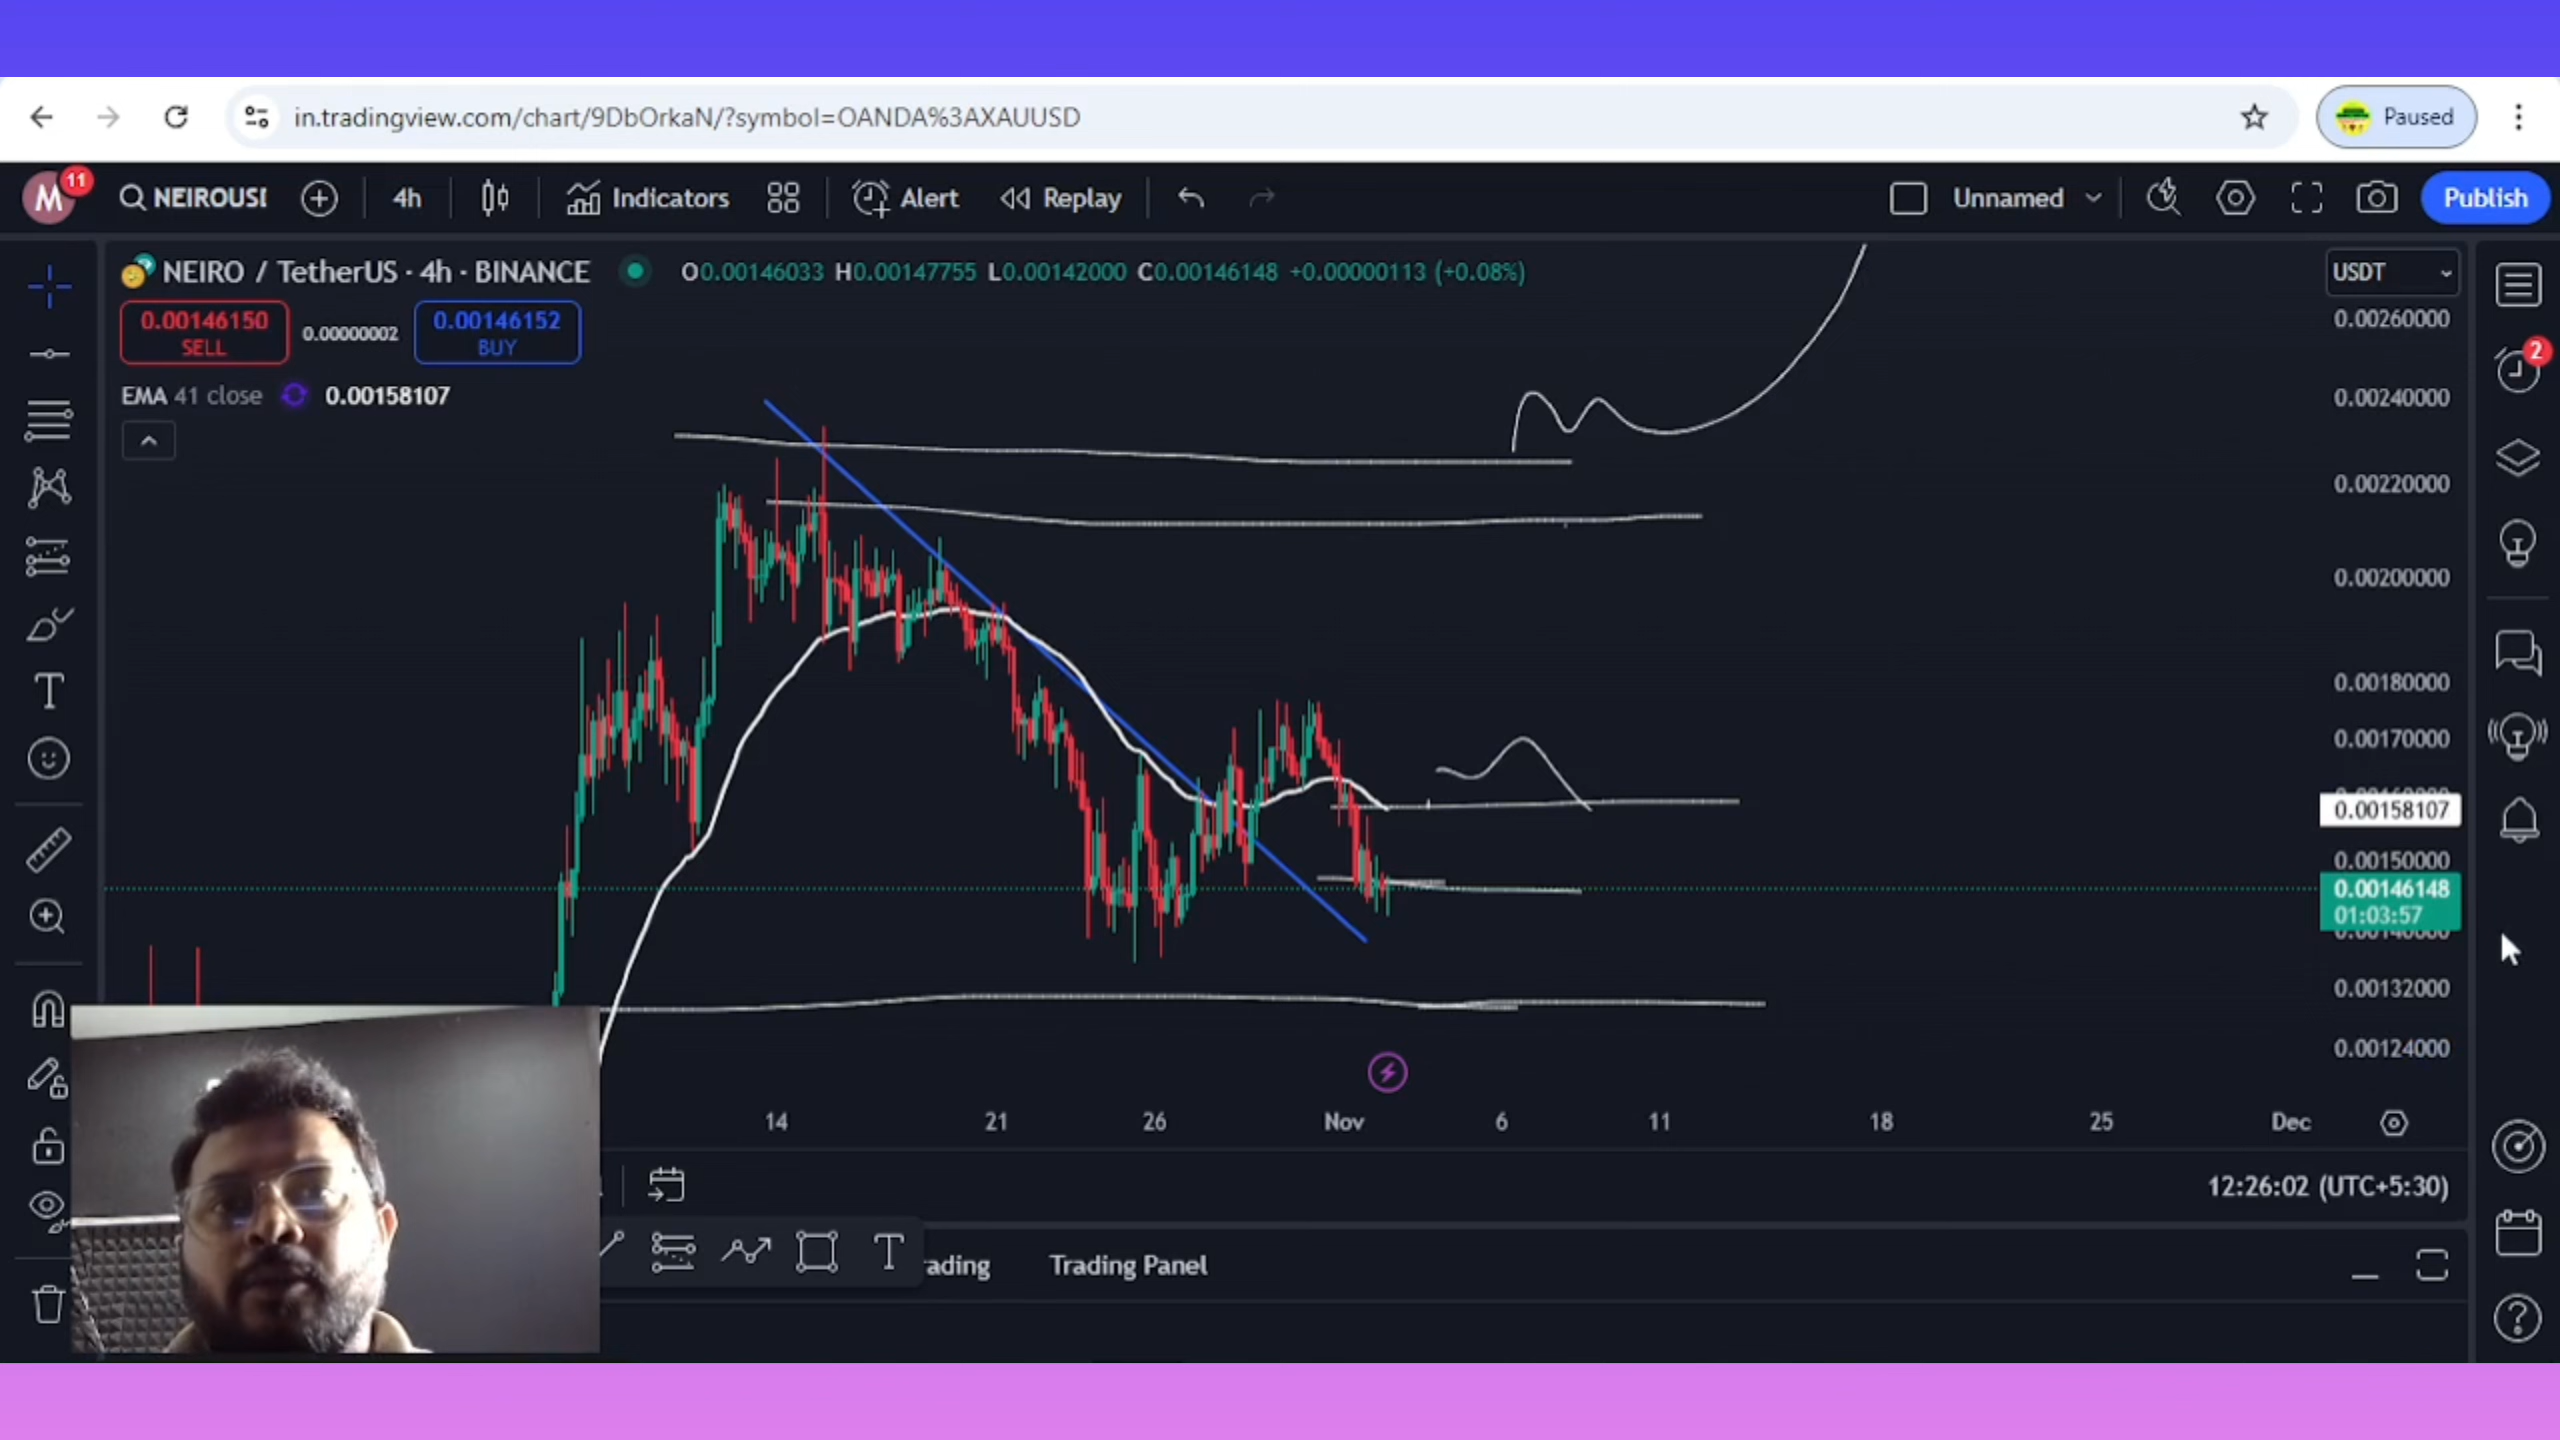 in.tradingview.com/chart/9DbOrkaN/?symbol=OANDA%3AXAUUSD
Paused
M 11 NEIROUSI 4h Indicators Alert Replay Unnamed Publish
NEIRO / TetherUS · 4h · BINANCE O0.00146033 H0.00147755 L0.00142000 C0.00146148 +0.00000113 (+0.08%)
USDT
0.00146150
SELL
0.00000002
0.00146152
BUY
EMA 41 close 0.00158107
2
0.00260000
0.00240000
0.00220000
0.00200000
0.00180000
0.00170000
0.00158107
0.00150000
0.00146148
01:03:57
0.00132000
0.00124000
14 21 26 Nov 6 11 18 25 Dec
12:26:02 (UTC+5:30)
T
ading Trading Panel